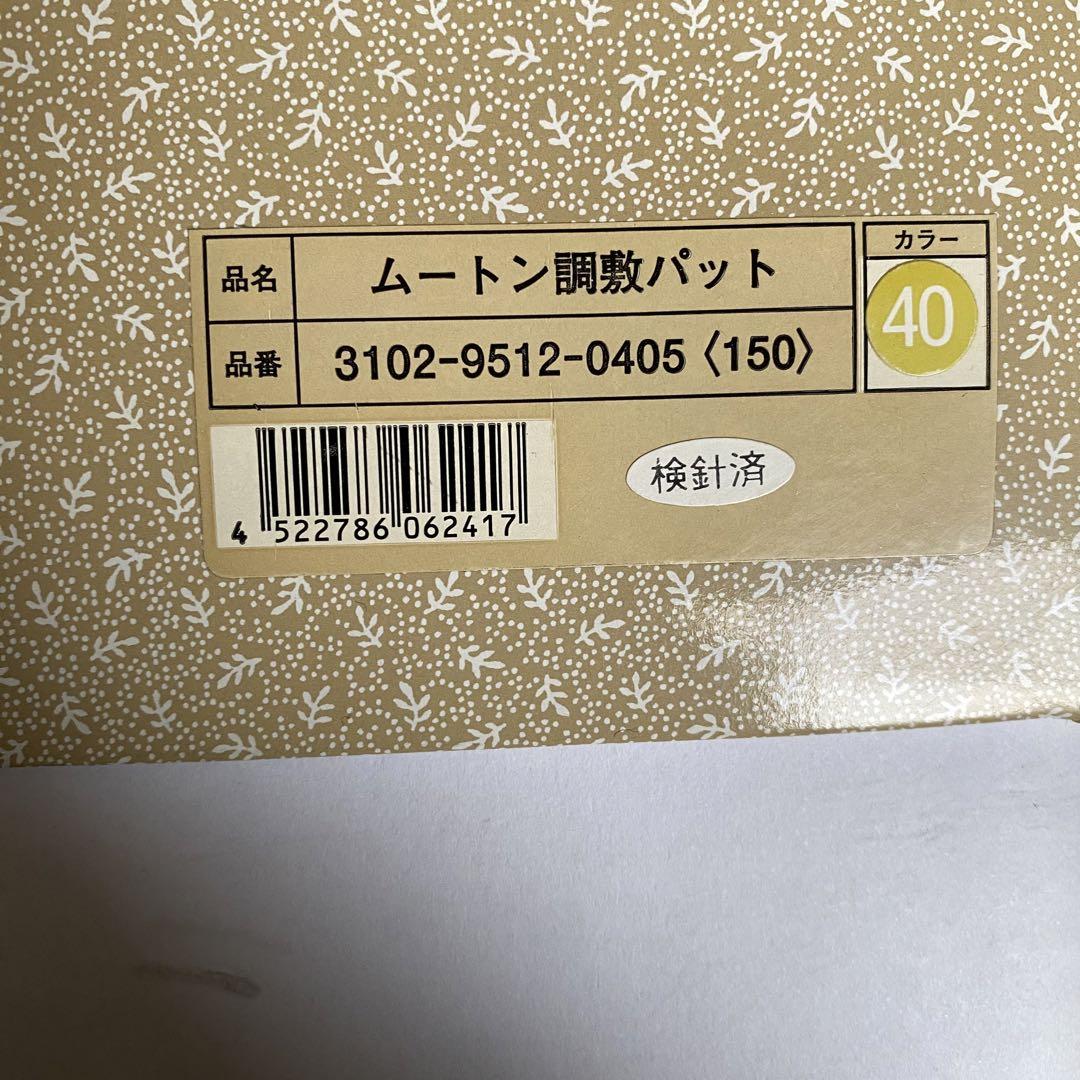 品名 ムートン調敷パット
品番 3102-9512-0405〈150〉
カラー
40
検針済
4 522786 062417